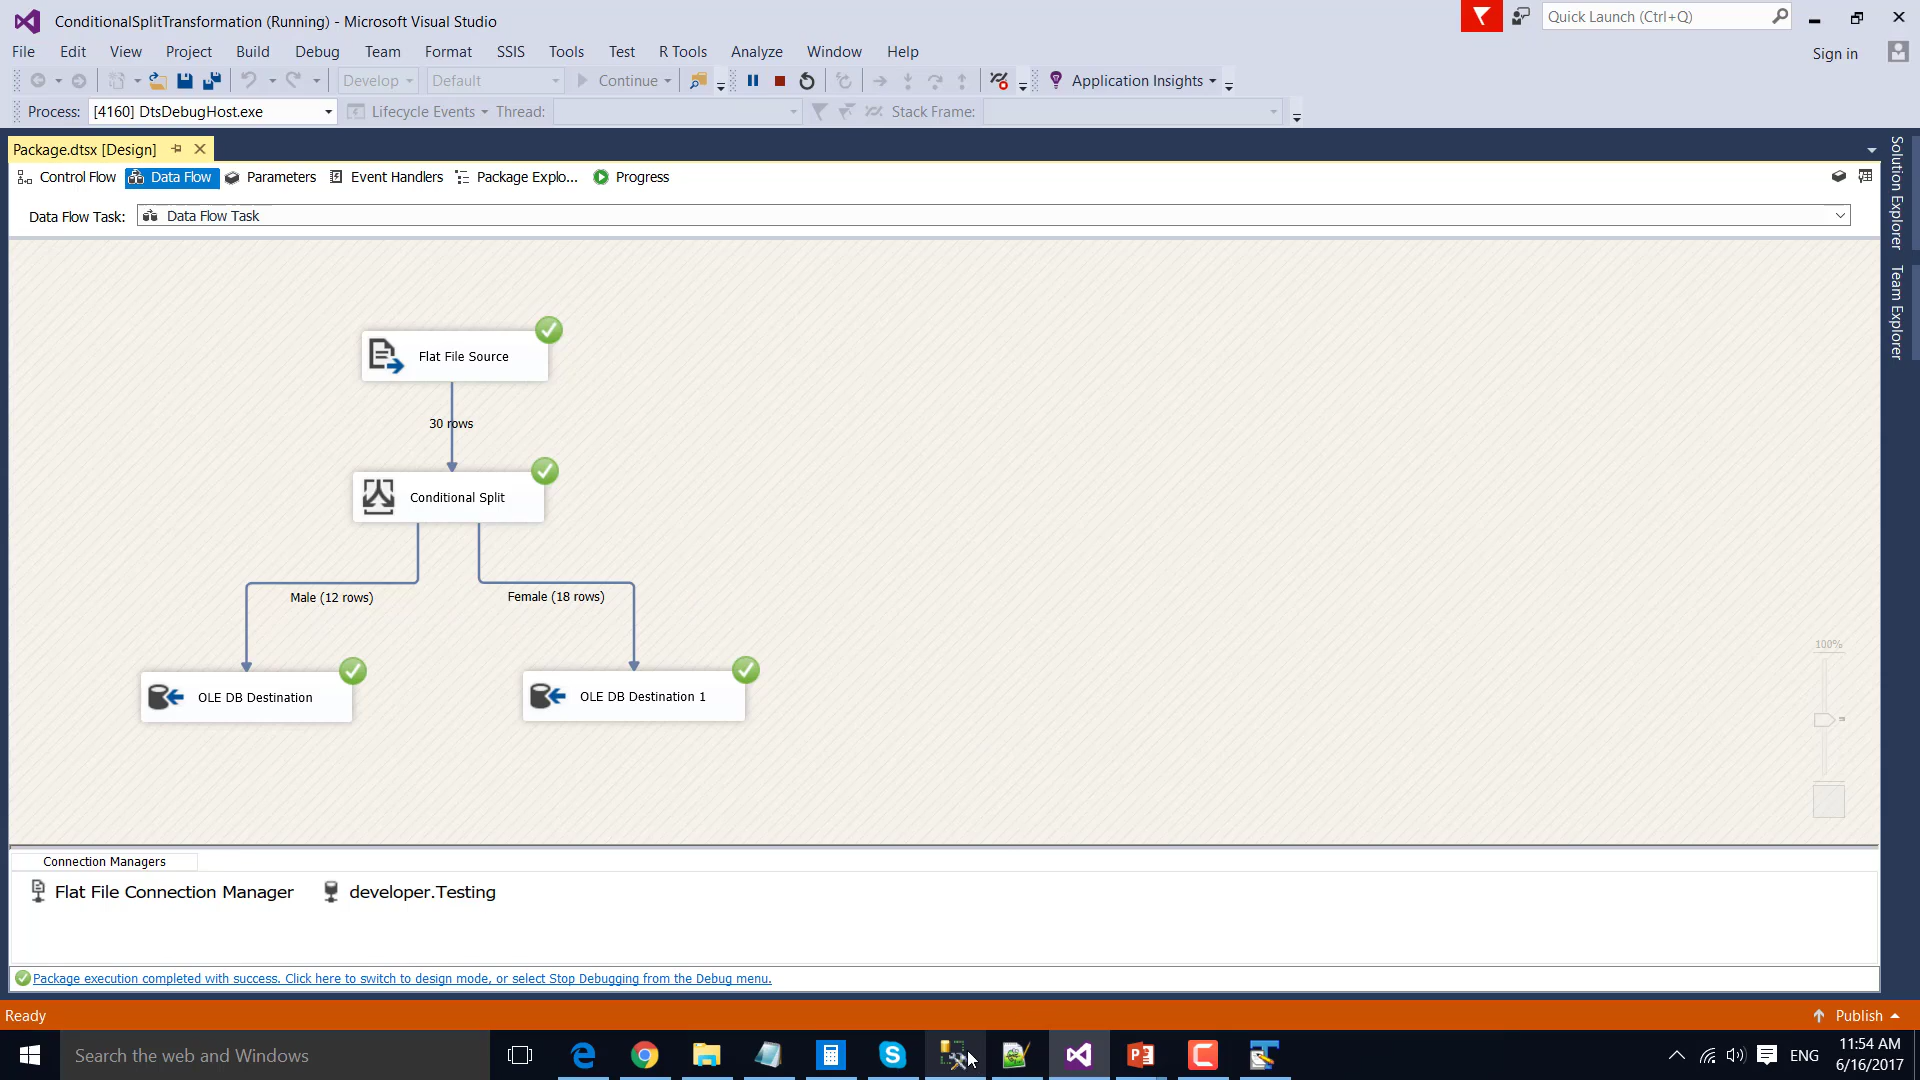 ConditionalSplitTransformation (Running) - Microsoft Visual Studio
Quick Launch (Ctrl+Q)
File Edit View Project Build Debug Team Format SSIS Tools Test R Tools Analyze Window Help
Sign in
Develop Default Continue Application Insights
Process: [4160] DtsDebugHost.exe Lifecycle Events Thread: Stack Frame:
Package.dtsx [Design]
Control Flow Data Flow Parameters Event Handlers Package Explo... Progress
Data Flow Task: Data Flow Task
Solution Explorer
Team Explorer
Flat File Source
30 rows
Conditional Split
Male (12 rows) Female (18 rows)
100%
OLE DB Destination OLE DB Destination 1
Connection Managers
Flat File Connection Manager developer.Testing
Package execution completed with success. Click here to switch to design mode, or select Stop Debugging from the Debug menu.
Ready
Publish
Search the web and Windows
ENG
11:54 AM
6/16/2017